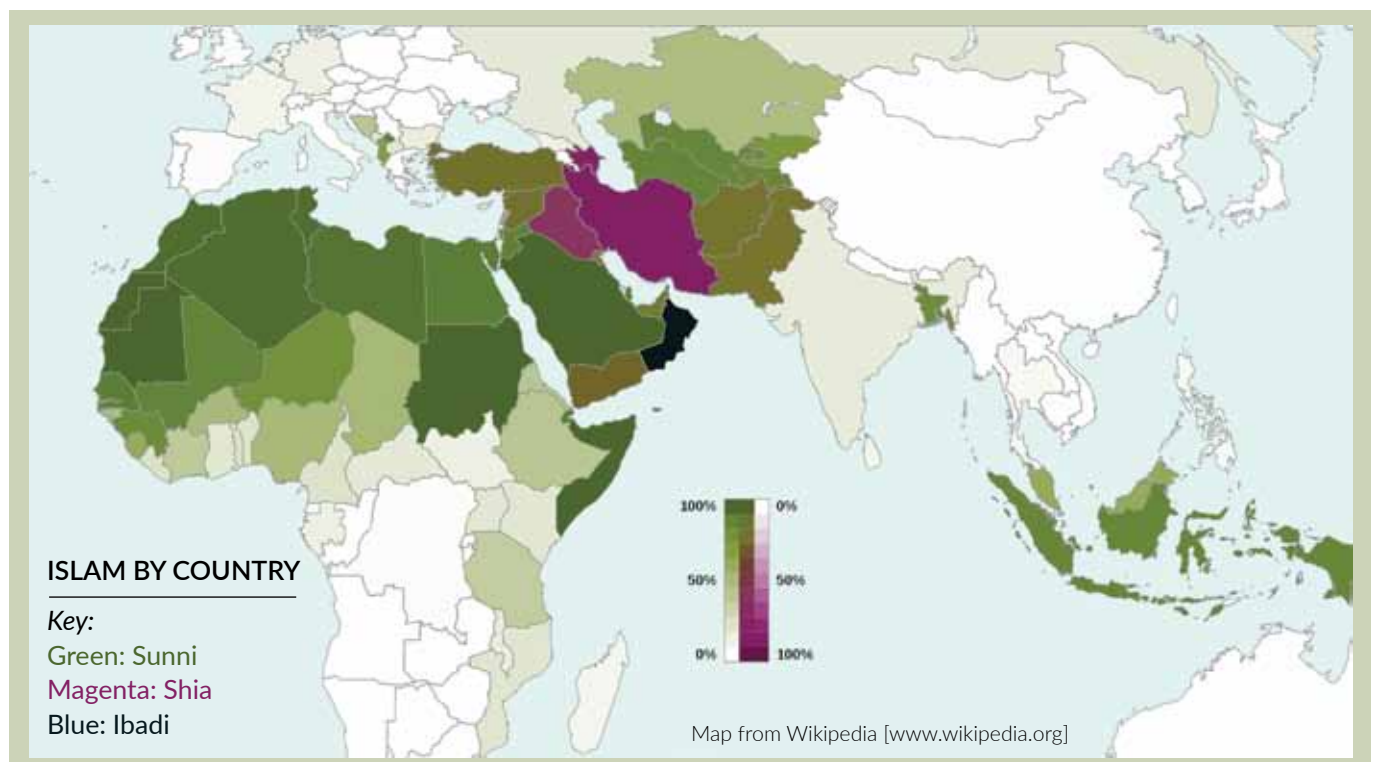 100% 0%
50% 50%
0% 100%
ISLAM BY COUNTRY
Key:
Green: Sunni
Magenta: Shia
Blue: Ibadi
Map from Wikipedia [www.wikipedia.org]